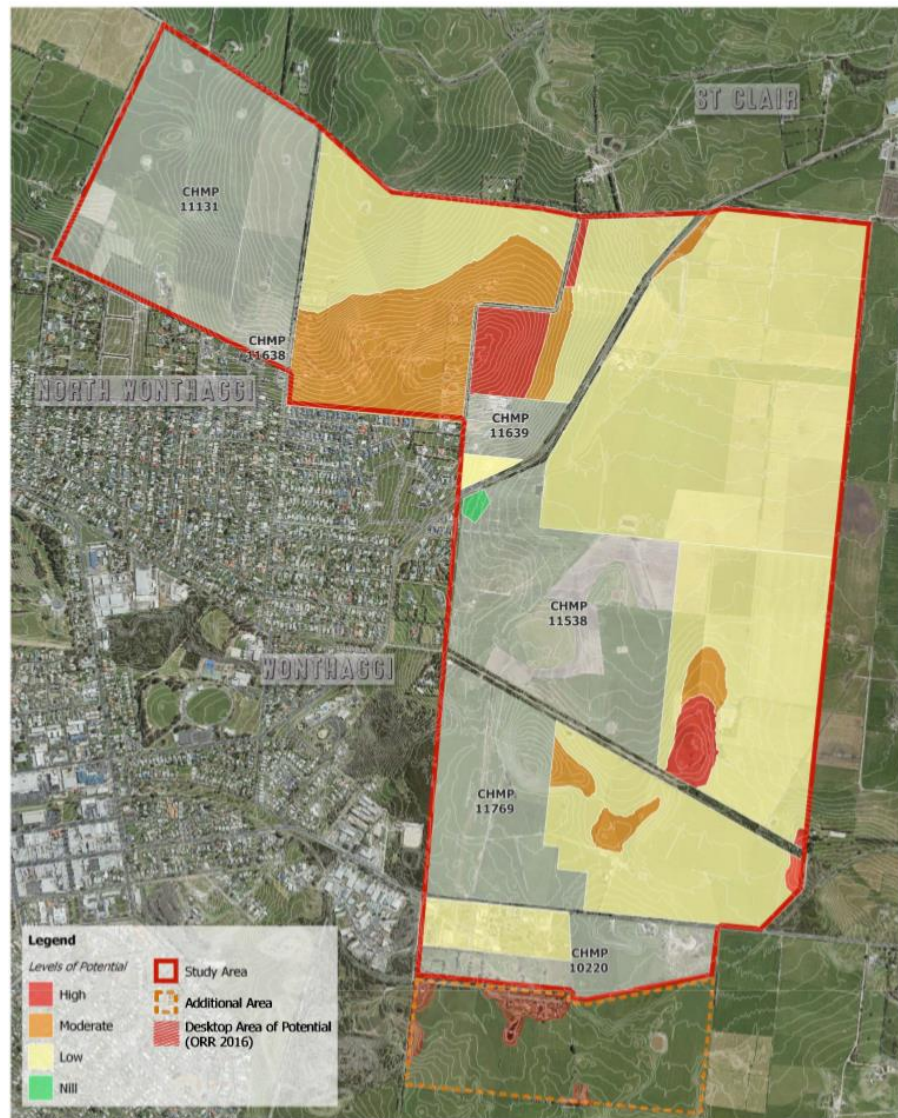 ST CLAIR
CHMP
11131
CHMP
11638
NORTH WONTHAGGI
CHMP
11639
CHMP
11538
WONTHAGGI
CHMP
11769
CHMP
10220
Legend
Levels of Potential
High
Moderate
Low
Nill
Study Area
Additional Area
Desktop Area of Potential
(ORR 2016)